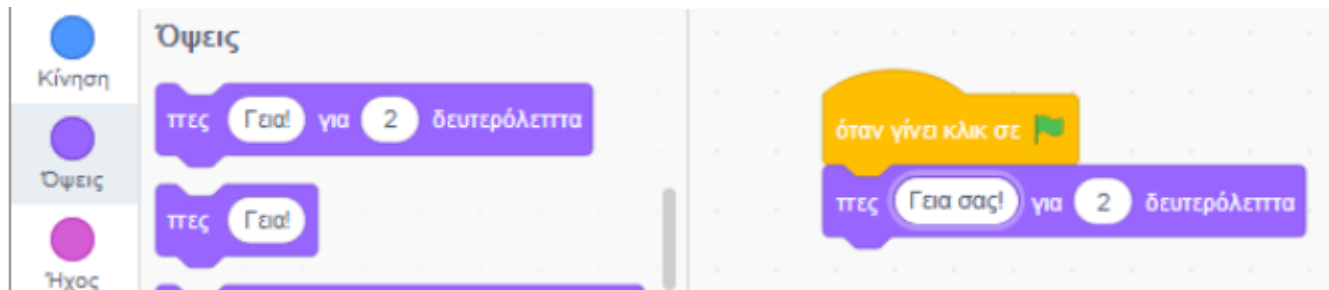 Κίνηση
Όψεις
Ήχος
Όψεις
πες Γεια! για 2 δευτερόλεπτα
πες Γεια!
όταν γίνει κλικ σε
πες Γεια σας! για 2 δευτερόλεπτα